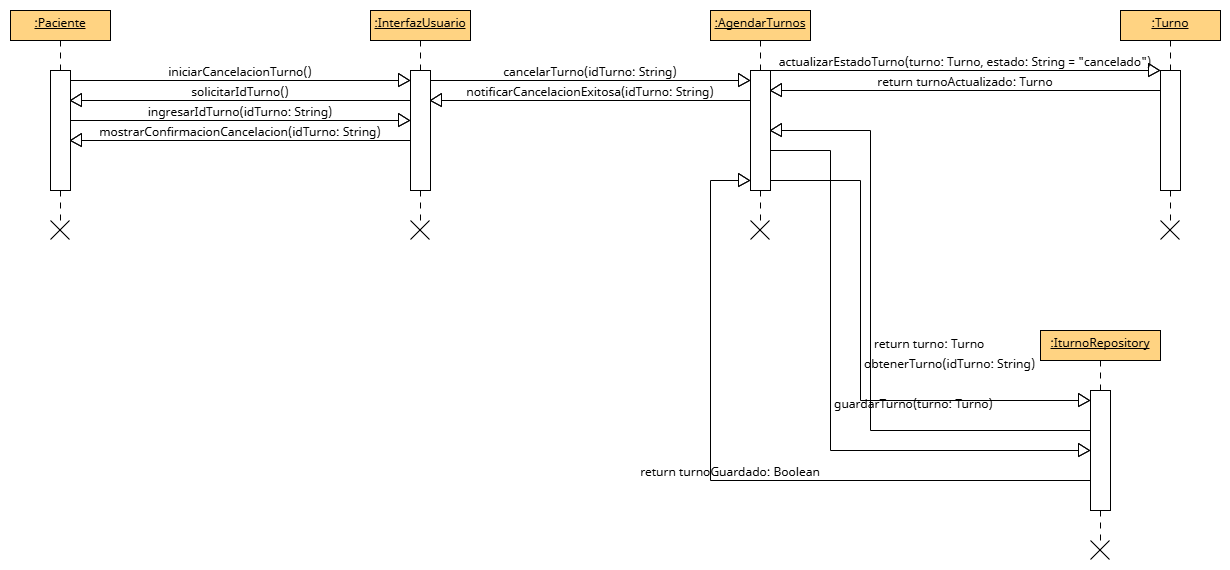 :Paciente
:InterfazUsuario
:AgendarTurnos
:Turno
iniciarCancelacionTurno()
solicitarIdTurno()
ingresarIdTurno(idTurno: String)
mostrarConfirmacionCancelacion(idTurno: String)
cancelarTurno(idTurno: String)
notificarCancelacionExitosa(idTurno: String)
actualizarEstadoTurno(turno: Turno, estado: String = "cancelado")
return turnoActualizado: Turno
:IturnoRepository
return turno: Turno
obtenerTurno(idTurno: String)
guardarTurno(turno: Turno)
return turnoGuardado: Boolean